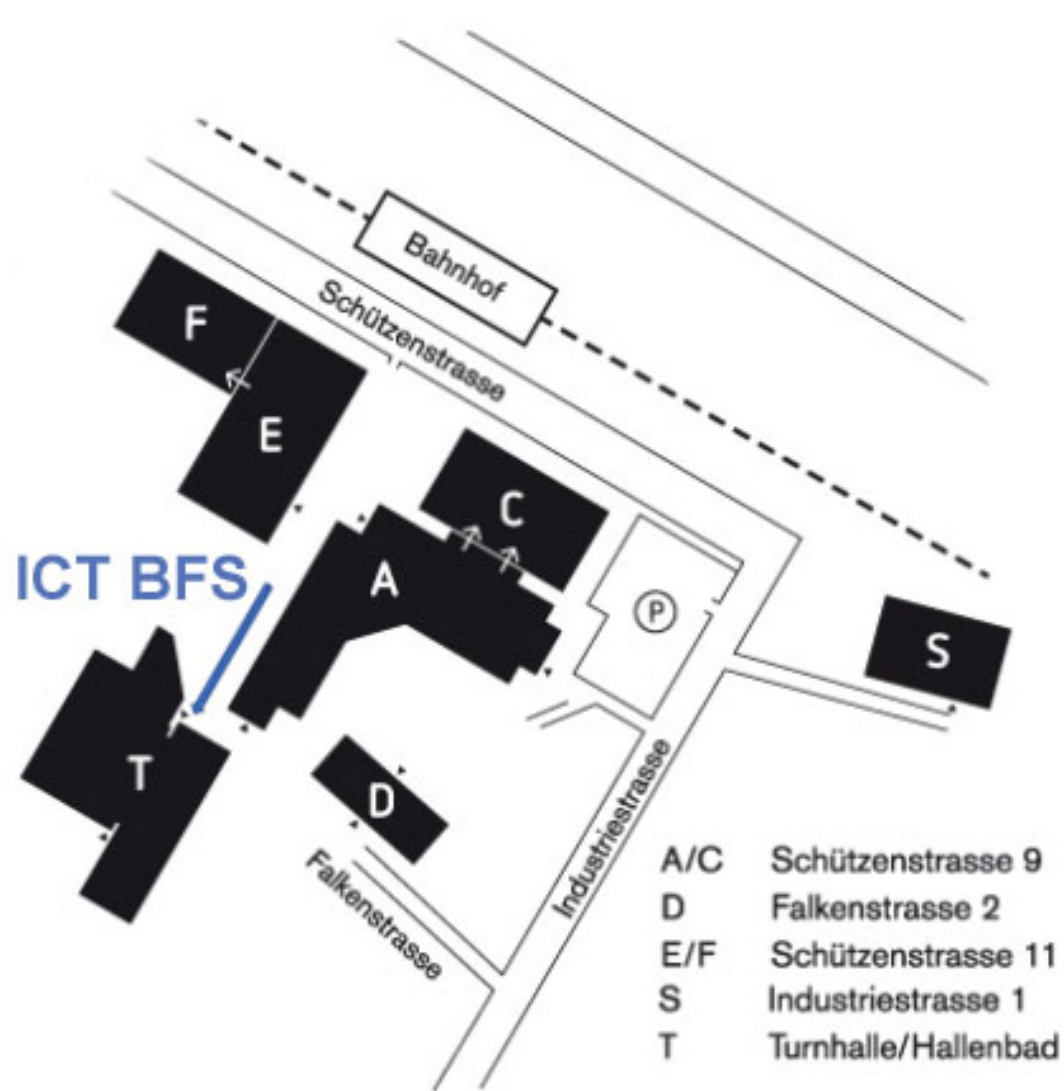 Bahnhof
Schützenstrasse
F
E
C
A
P
S
ICT BFS
T
D
Industriestrasse
Falkenstrasse
A/C Schützenstrasse 9
D Falkenstrasse 2
E/F Schützenstrasse 11
S Industriestrasse 1
T Turnhalle/Hallenbad